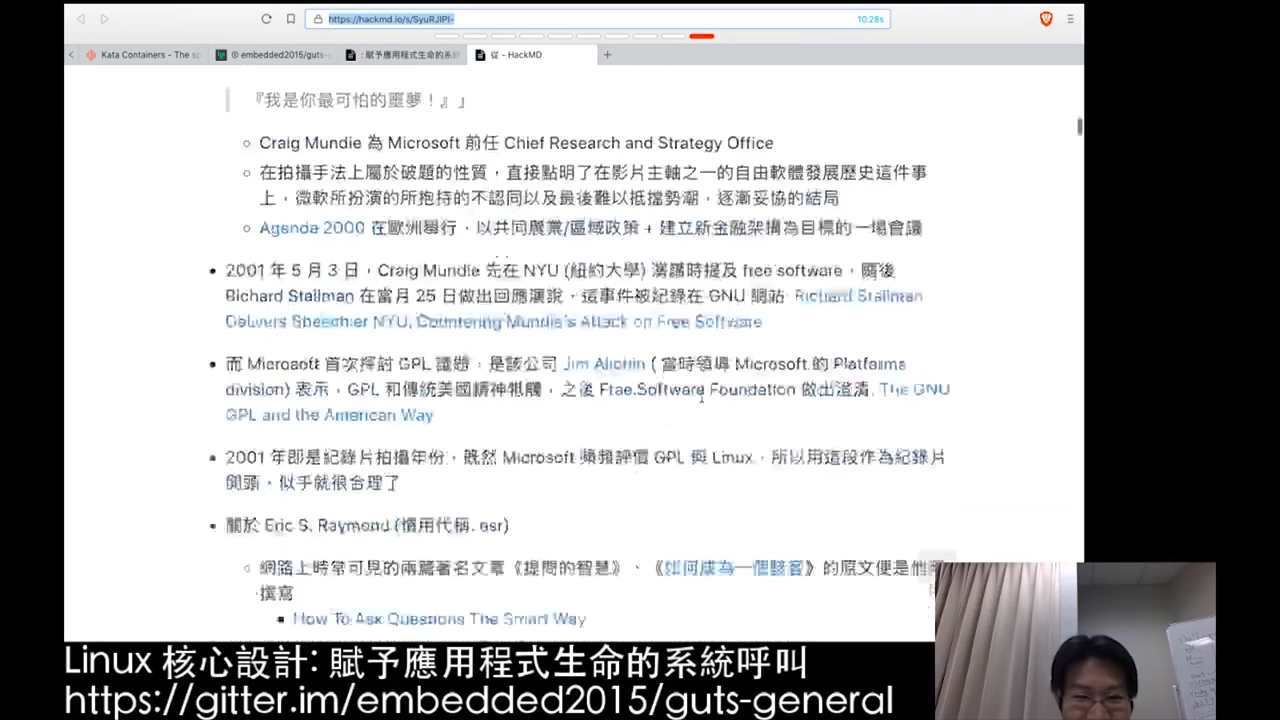 https://hackmd.io/s/SyuRJIPI-
10.28s
Kata Containers - The sp
embedded2015/guts-
：賦予應用程式生命的系統
從 - HackMD
『我是你最可怕的噩夢！』」
Craig Mundie 為 Microsoft 前任 Chief Research and Strategy Office
在拍攝手法上屬於破題的性質，直接點明了在影片主軸之一的自由軟體發展歷史這件事
上，微軟所扮演的所抱持的不認同以及最後難以抵擋勢潮，逐漸妥協的結局
Agenda 2000 在歐洲舉行，以共同農業/區域政策 + 建立新金融架構為目標的一場會議
2001 年 5 月 3 日，Craig Mundie 先在 NYU (紐約大學) 演講時提及 free software，爾後
Richard Stallman 在當月 25 日做出回應演說，這事件被紀錄在 GNU 網站 Richard Stallman
Delivers Speech NYU, Countering Mundie's Attack on Free Software
而 Microsoft 首次探討 GPL 議題，是該公司 Jim Allchin ( 當時領導 Microsoft 的 Platforms
division) 表示，GPL 和傳統美國精神牴觸，之後 Free Software Foundation 做出澄清 The GNU
GPL and the American Way
2001 年即是紀錄片拍攝年份，既然 Microsoft 頻頻評價 GPL 與 Linux，所以用這段作為紀錄片
開頭，似乎就很合理了
關於 Eric S. Raymond (慣用代稱 esr)
網路上時常可見的兩篇著名文章《提問的智慧》、《如何成為一個駭客》的原文便是他
撰寫
How To Ask Questions The Smart Way
Linux 核心設計: 賦予應用程式生命的系統呼叫
https://gitter.im/embedded2015/guts-general